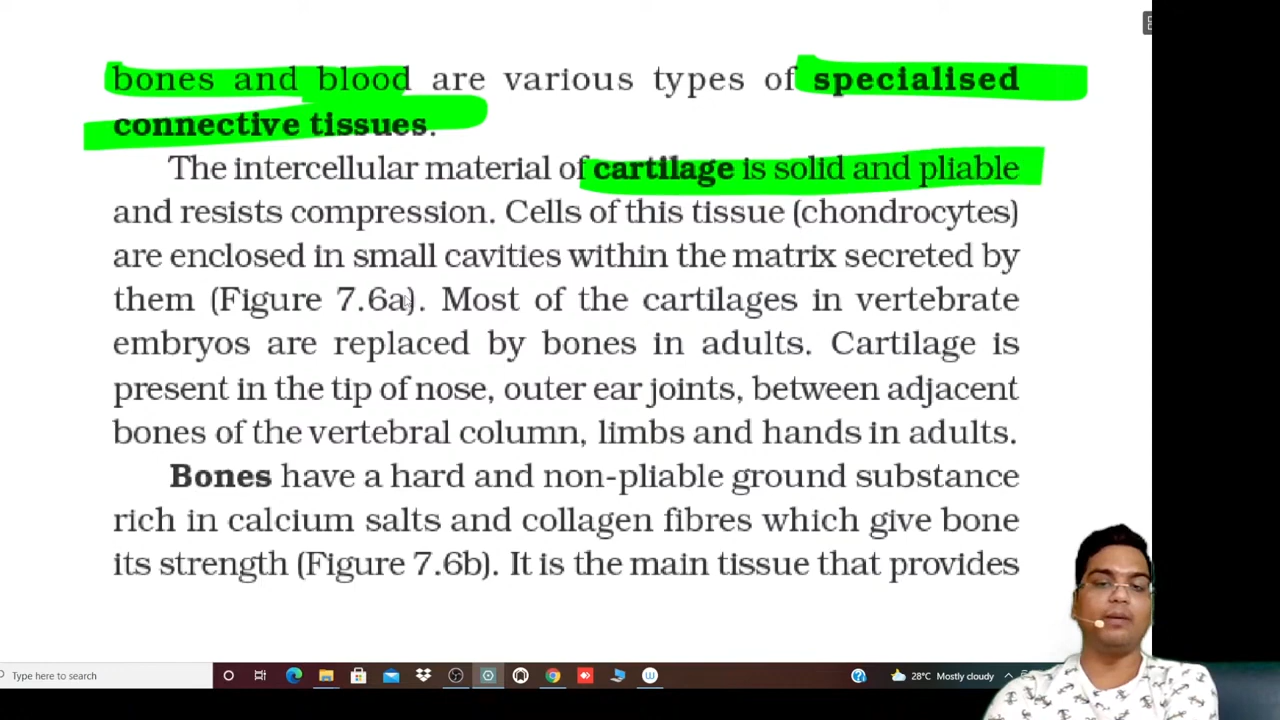 bones and blood are various types of specialised
connective tissues.
The intercellular material of cartilage is solid and pliable
and resists compression. Cells of this tissue (chondrocytes)
are enclosed in small cavities within the matrix secreted by
them (Figure 7.6a). Most of the cartilages in vertebrate
embryos are replaced by bones in adults. Cartilage is
present in the tip of nose, outer ear joints, between adjacent
bones of the vertebral column, limbs and hands in adults.
Bones have a hard and non-pliable ground substance
rich in calcium salts and collagen fibres which give bone
its strength (Figure 7.6b). It is the main tissue that provides
Type here to search
28°C Mostly cloudy